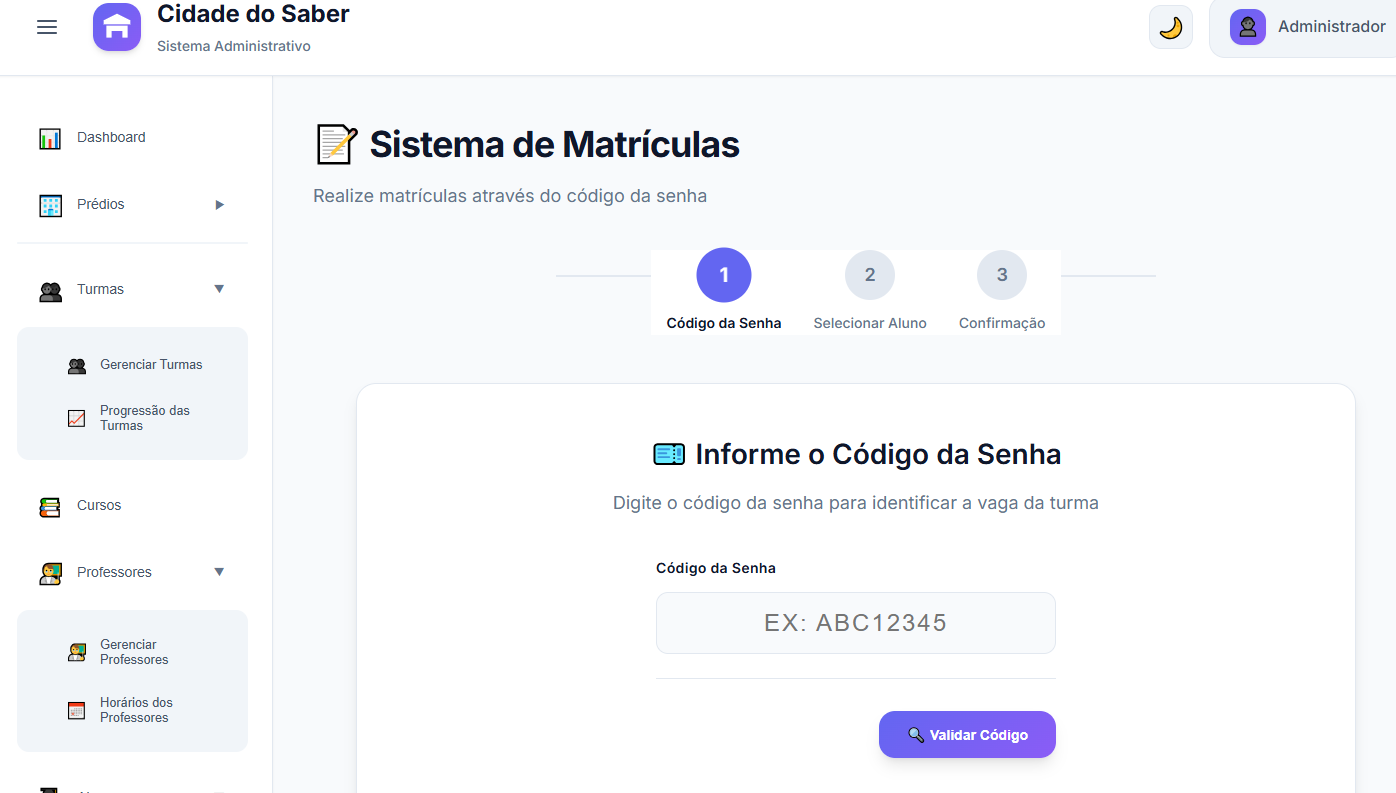 Cidade do Saber
Sistema Administrativo
Administrador
Dashboard
Prédios
Turmas
Gerenciar Turmas
Progressão das
Turmas
Cursos
Professores
Gerenciar
Professores
Horários dos
Professores
Sistema de Matrículas
Realize matrículas através do código da senha
1
2
3
Código da Senha
Selecionar Aluno
Confirmação
Informe o Código da Senha
Digite o código da senha para identificar a vaga da turma
Código da Senha
EX: ABC12345
Validar Código